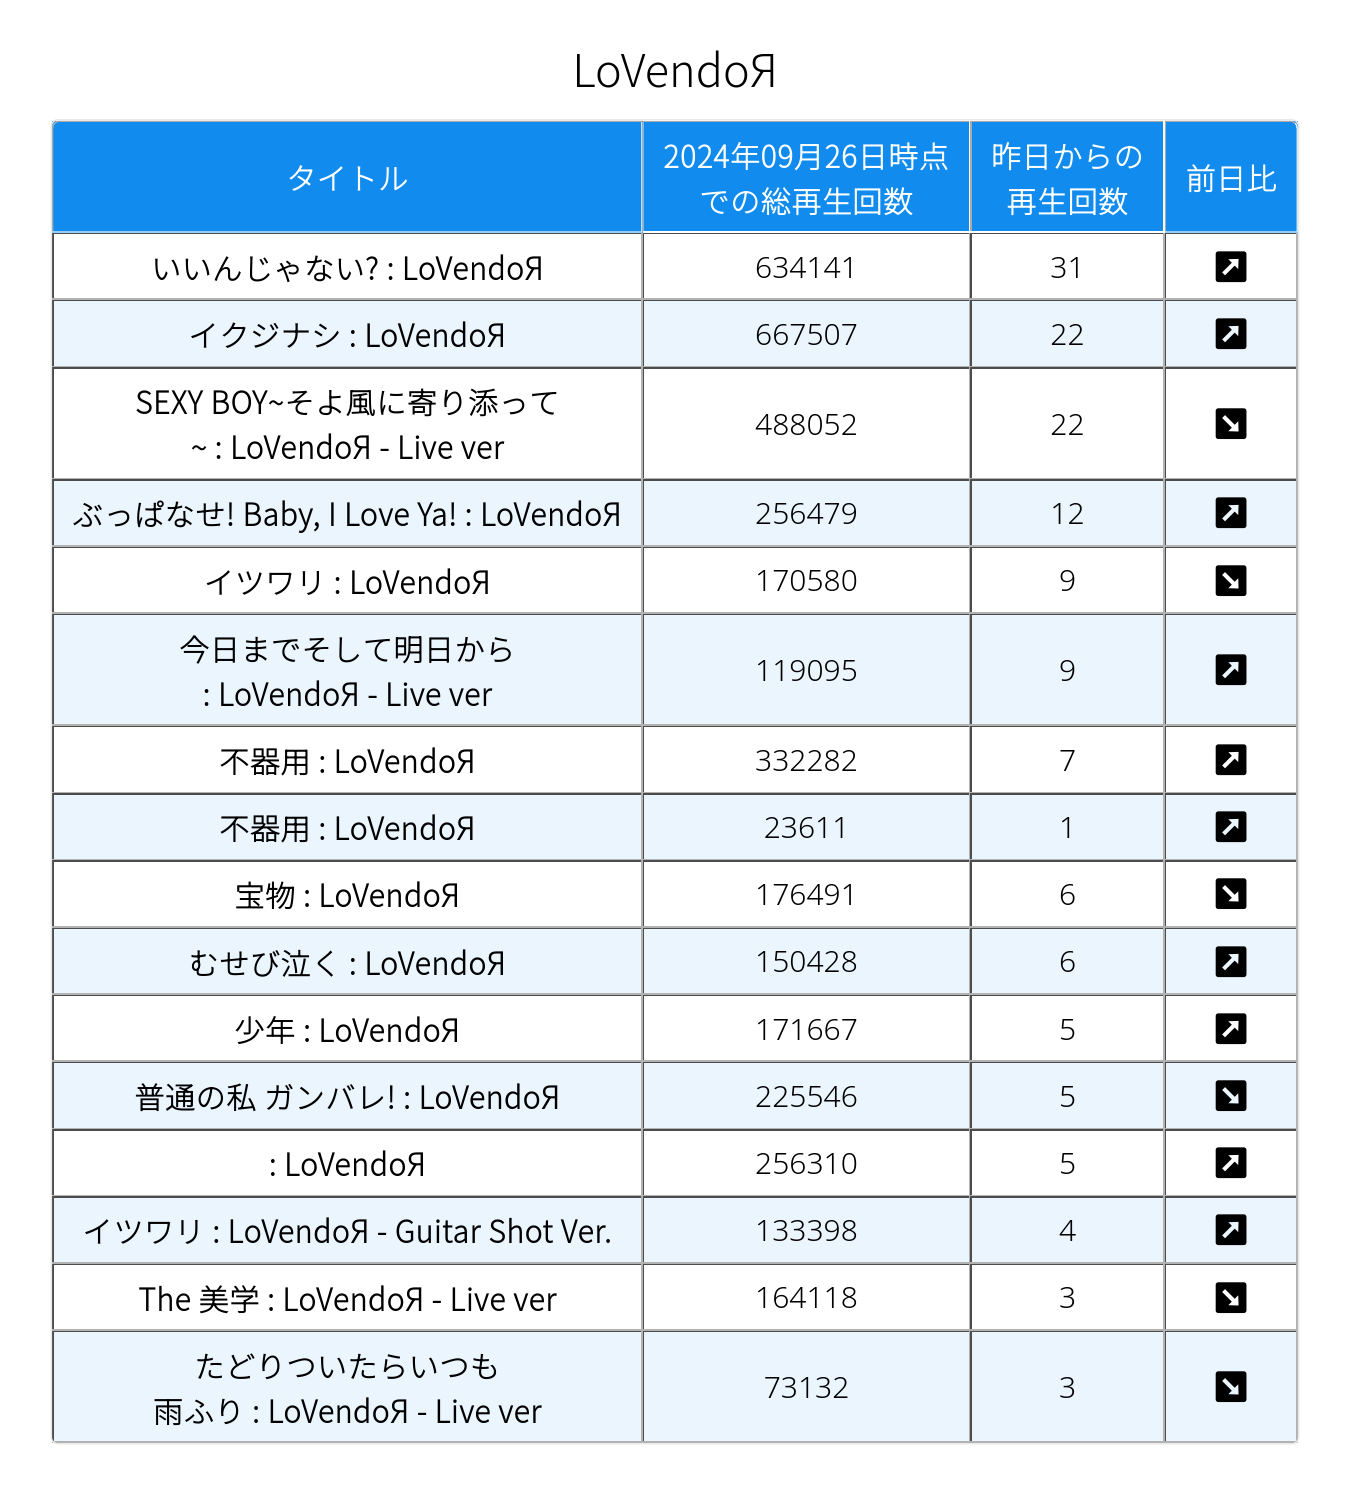 LoVendoЯ
タイトル
2024年09月26日時点
での総再生回数
昨日からの
再生回数
前日比
いいんじゃない? : LoVendoЯ 634141 31
イクジナシ : LoVendoЯ 667507 22
SEXY BOY~そよ風に寄り添って
~ : LoVendoЯ - Live ver 488052 22
ぶっぱなせ! Baby, I Love Ya! : LoVendoЯ 256479 12
イツワリ : LoVendoЯ 170580 9
今日までそして明日から
: LoVendoЯ - Live ver 119095 9
不器用 : LoVendoЯ 332282 7
不器用 : LoVendoЯ 23611 1
宝物 : LoVendoЯ 176491 6
むせび泣く : LoVendoЯ 150428 6
少年 : LoVendoЯ 171667 5
普通の私 ガンバレ! : LoVendoЯ 225546 5
: LoVendoЯ 256310 5
イツワリ : LoVendoЯ - Guitar Shot Ver. 133398 4
The 美学 : LoVendoЯ - Live ver 164118 3
たどりついたらいつも
雨ふり : LoVendoЯ - Live ver 73132 3